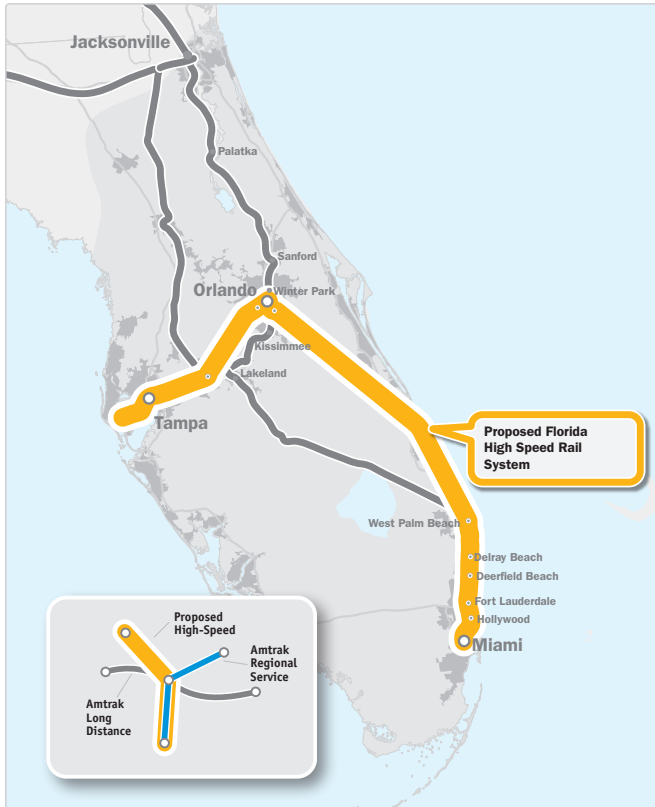 Jacksonville
Palatka
Sanford
Orlando
Winter Park
Kissimmee
Lakeland
Tampa
Proposed Florida
High Speed Rail
System
West Palm Beach
Delray Beach
Deerfield Beach
Fort Lauderdale
Hollywood
Miami
Proposed
High-Speed
Amtrak
Regional
Service
Amtrak
Long
Distance